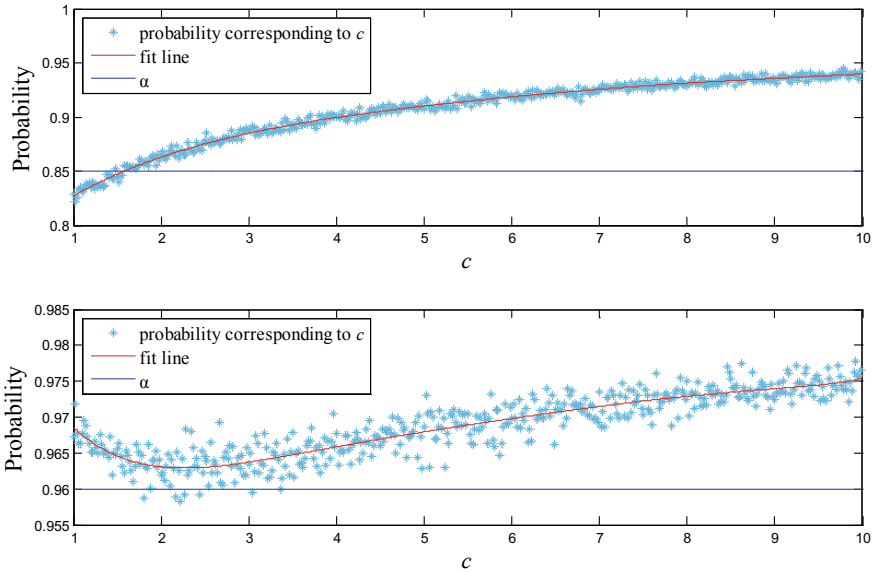 1
0.95
0.9
0.85
0.8
Probability
probability corresponding to c
fit line
α
1 2 3 4 5 6 7 8 9 10
c
0.985
0.98
0.975
0.97
0.965
0.96
0.955
Probability
probability corresponding to c
fit line
α
1 2 3 4 5 6 7 8 9 10
c